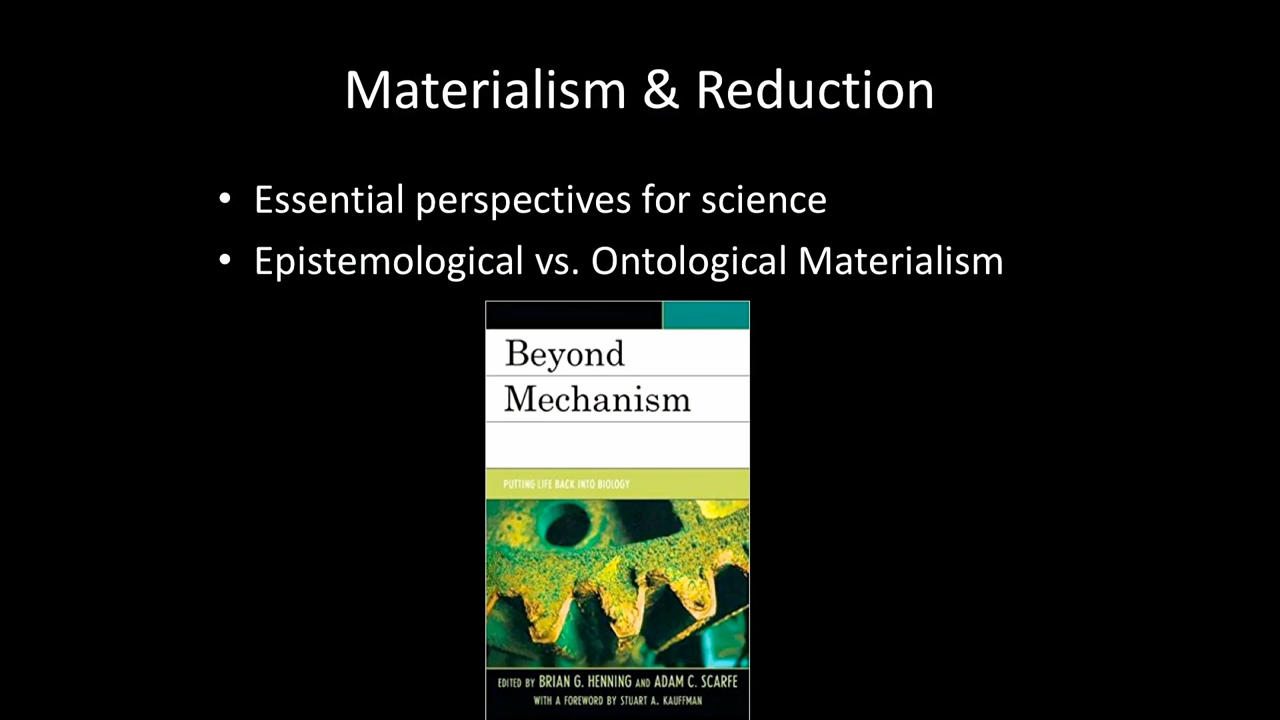 Materialism & Reduction
• Essential perspectives for science
• Epistemological vs. Ontological Materialism
Beyond
Mechanism
PUTTING LIFE BACK INTO BIOLOGY
EDITED BY BRIAN G. HENNING AND ADAM C. SCARFE
WITH A FOREWORD BY STUART A. KAUFFMAN